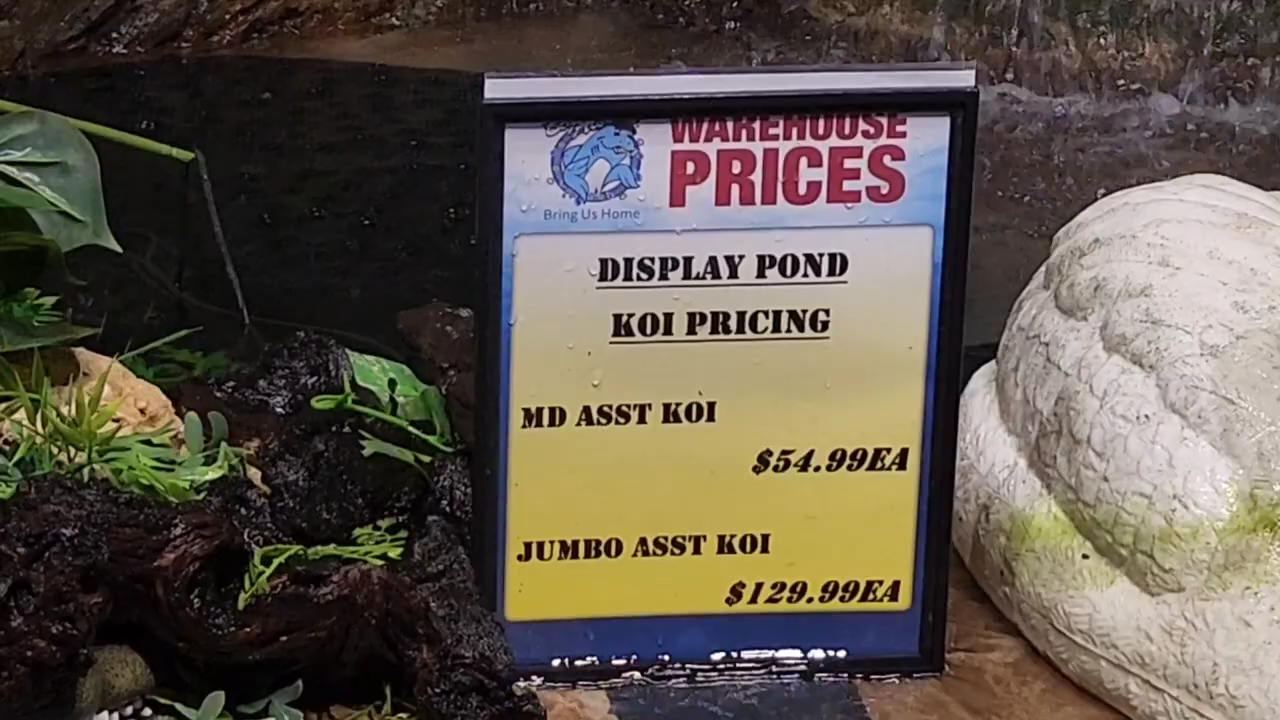 WAREHOUSE
PRICES
Bring Us Home
DISPLAY POND
KOI PRICING
MD ASST KOI
$54.99EA
JUMBO ASST KOI
$129.99EA